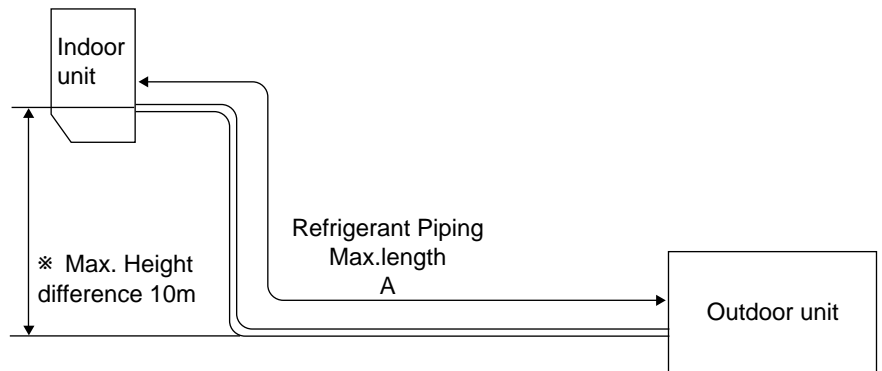 Indoor
unit
Refrigerant Piping
Max.length
A
※ Max. Height
difference 10m
Outdoor unit